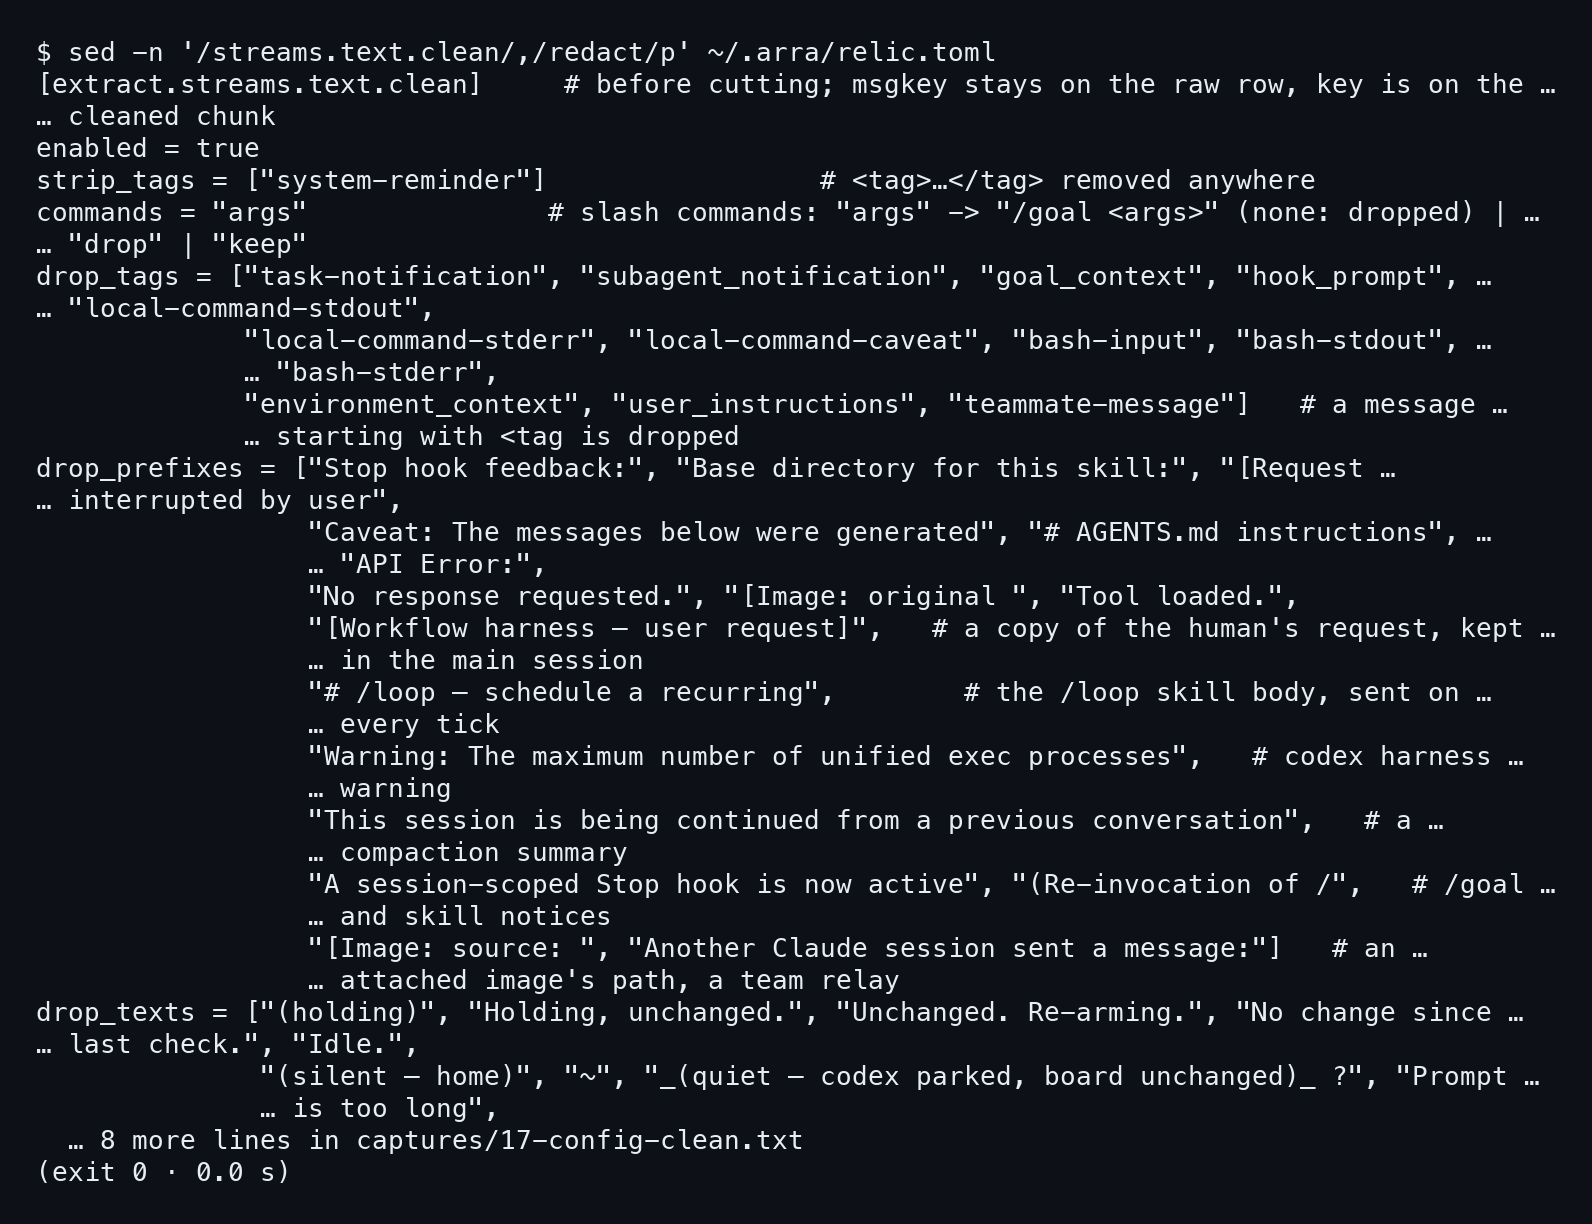 $ sed -n '/streams.text.clean/,/redact/p' ~/.arra/relic.toml
[extract.streams.text.clean]     # before cutting; msgkey stays on the raw row, key is on the …
… cleaned chunk
enabled = true
strip_tags = ["system-reminder"]                 # <tag>…</tag> removed anywhere
commands = "args"               # slash commands: "args" -> "/goal <args>" (none: dropped) | …
… "drop" | "keep"
drop_tags = ["task-notification", "subagent_notification", "goal_context", "hook_prompt", …
… "local-command-stdout",
             "local-command-stderr", "local-command-caveat", "bash-input", "bash-stdout", …
             … "bash-stderr",
             "environment_context", "user_instructions", "teammate-message"]   # a message …
             … starting with <tag is dropped
drop_prefixes = ["Stop hook feedback:", "Base directory for this skill:", "[Request …
… interrupted by user",
                 "Caveat: The messages below were generated", "# AGENTS.md instructions", …
                 … "API Error:",
                 "No response requested.", "[Image: original ", "Tool loaded.",
                 "[Workflow harness — user request]",   # a copy of the human's request, kept …
                 … in the main session
                 "# /loop — schedule a recurring",        # the /loop skill body, sent on …
                 … every tick
                 "Warning: The maximum number of unified exec processes",   # codex harness …
                 … warning
                 "This session is being continued from a previous conversation",   # a …
                 … compaction summary
                 "A session-scoped Stop hook is now active", "(Re-invocation of /",   # /goal …
                 … and skill notices
                 "[Image: source: ", "Another Claude session sent a message:"]   # an …
                 … attached image's path, a team relay
drop_texts = ["(holding)", "Holding, unchanged.", "Unchanged. Re-arming.", "No change since …
… last check.", "Idle.",
              "(silent — home)", "~", "_(quiet — codex parked, board unchanged)_ ?", "Prompt …
              … is too long",
  … 8 more lines in captures/17-config-clean.txt
(exit 0 · 0.0 s)